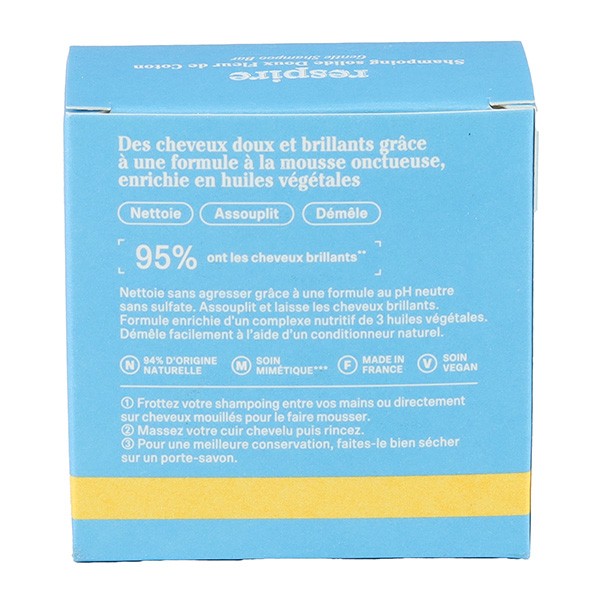 respire
Shampoing solide Doux Fleur de Coton
Gentle Shampoo Bar
Des cheveux doux et brillants grâce
à une formule à la mousse onctueuse,
enrichie en huiles végétales
Nettoie Assouplit Démêle
95% ont les cheveux brillants**
Nettoie sans agresser grâce à une formule au pH neutre
sans sulfate. Assouplit et laisse les cheveux brillants.
Formule enrichie d'un complexe nutritif de 3 huiles végétales.
Démêle facilement à l'aide d'un conditionneur naturel.
N 94% D'ORIGINE NATURELLE M SOIN MIMÉTIQUE*** F MADE IN FRANCE V SOIN VEGAN
① Frottez votre shampoing entre vos mains ou directement
sur cheveux mouillés pour le faire mousser.
② Massez votre cuir chevelu puis rincez.
③ Pour une meilleure conservation, faites-le bien sécher
sur un porte-savon.